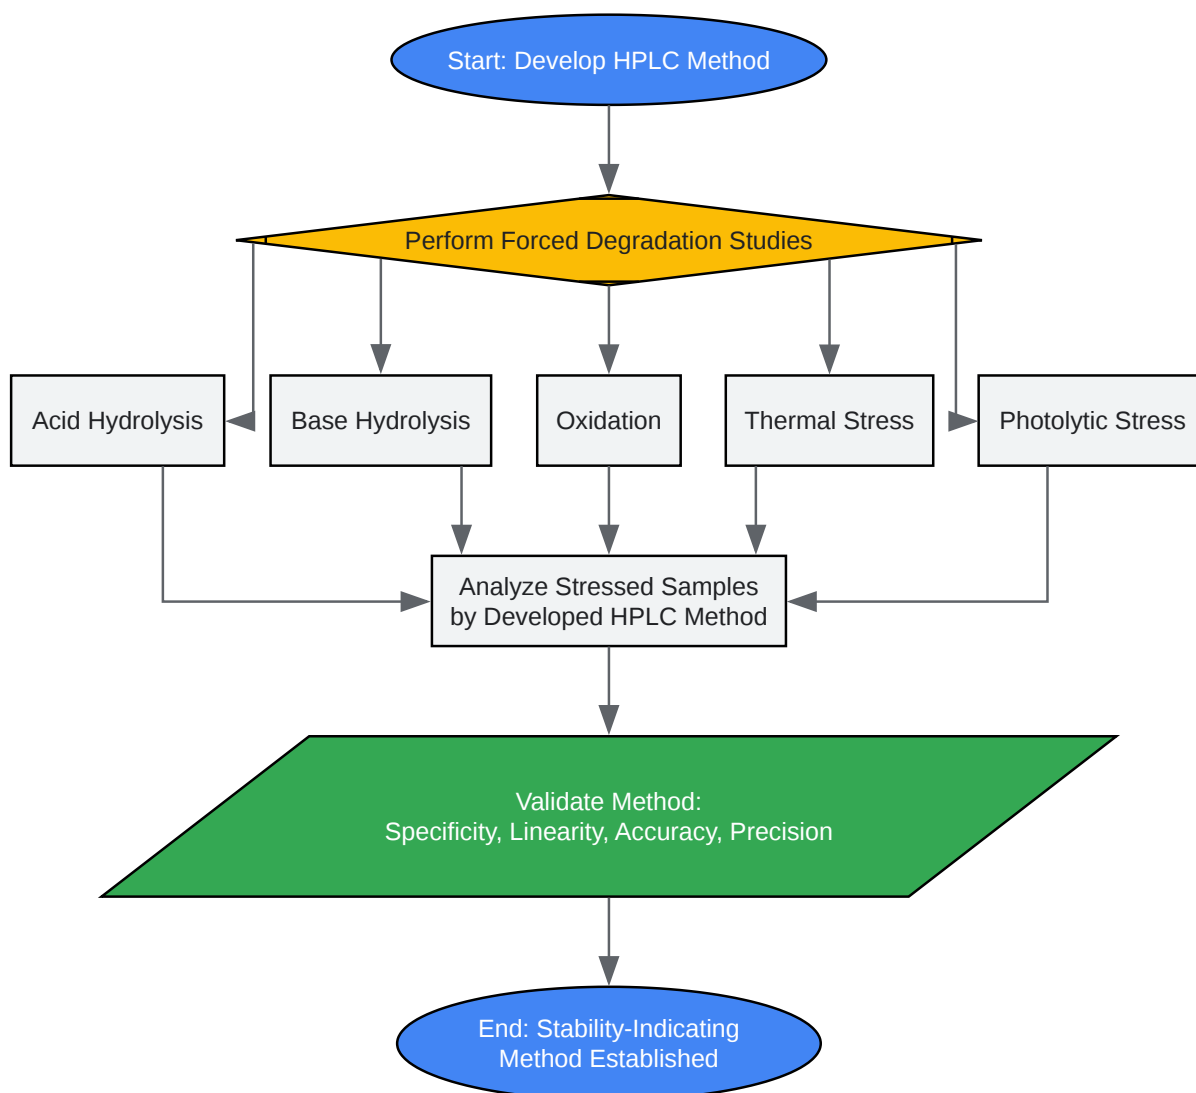 Start: Develop HPLC Method
Perform Forced Degradation Studies
Acid Hydrolysis
Base Hydrolysis
Oxidation
Thermal Stress
Photolytic Stress
Analyze Stressed Samples
by Developed HPLC Method
Validate Method:
Specificity, Linearity, Accuracy, Precision
End: Stability-Indicating
Method Established